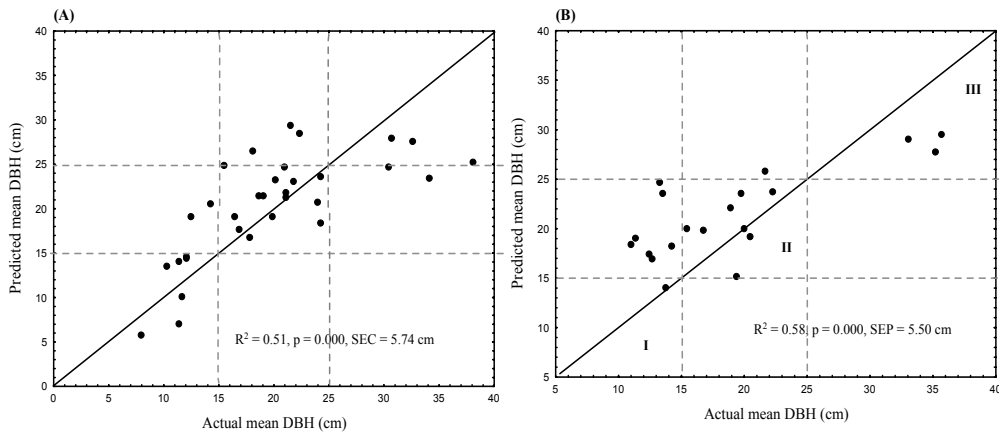 (A)
40
35
30
25
20
15
10
5
0
Predicted mean DBH (cm)
R² = 0.51, p = 0.000, SEC = 5.74 cm
0 5 10 15 20 25 30 35 40
Actual mean DBH (cm)
(B)
40
35
30
25
20
15
10
5
Predicted mean DBH (cm)
III
II
I
R² = 0.58, p = 0.000, SEP = 5.50 cm
5 10 15 20 25 30 35 40
Actual mean DBH (cm)